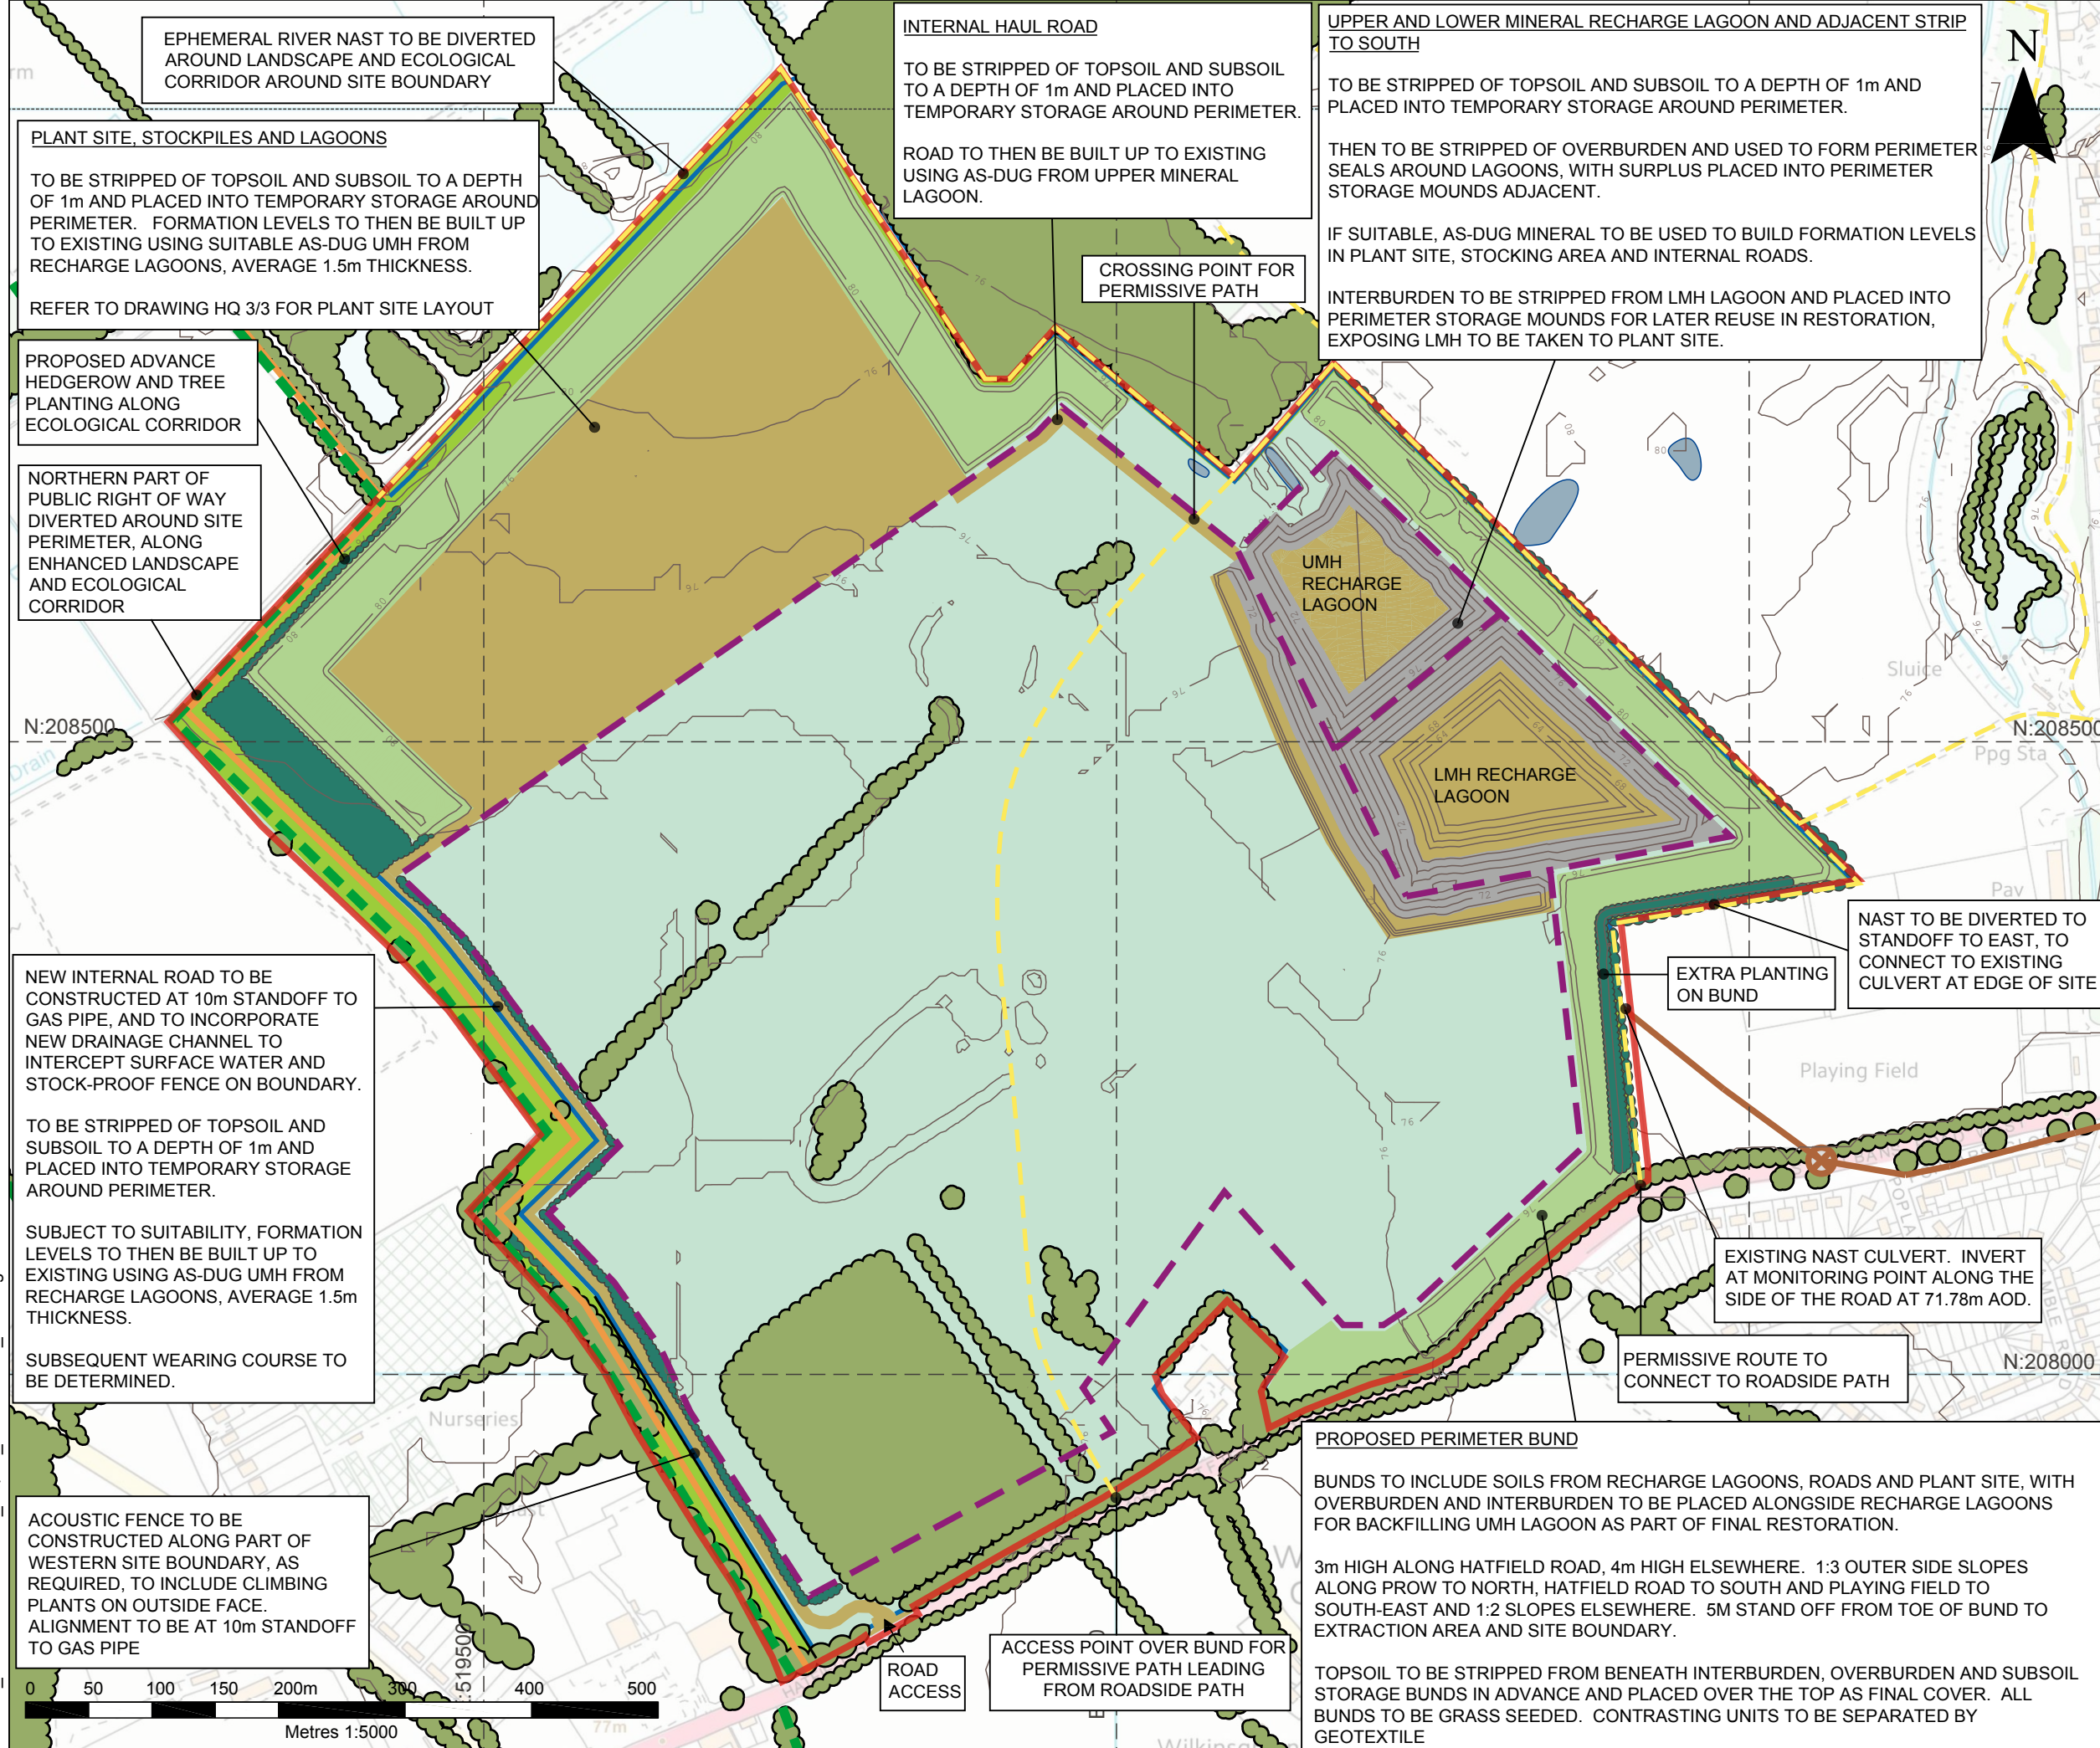 EPHEMERAL RIVER NAST TO BE DIVERTED
AROUND LANDSCAPE AND ECOLOGICAL
CORRIDOR AROUND SITE BOUNDARY
PLANT SITE, STOCKPILES AND LAGOONS
TO BE STRIPPED OF TOPSOIL AND SUBSOIL TO A DEPTH
OF 1m AND PLACED INTO TEMPORARY STORAGE AROUND
PERIMETER. FORMATION LEVELS TO THEN BE BUILT UP
TO EXISTING USING SUITABLE AS-DUG UMH FROM
RECHARGE LAGOONS, AVERAGE 1.5m THICKNESS.
REFER TO DRAWING HQ 3/3 FOR PLANT SITE LAYOUT
INTERNAL HAUL ROAD
TO BE STRIPPED OF TOPSOIL AND SUBSOIL
TO A DEPTH OF 1m AND PLACED INTO
TEMPORARY STORAGE AROUND PERIMETER.
ROAD TO THEN BE BUILT UP TO EXISTING
USING AS-DUG FROM UPPER MINERAL
LAGOON.
UPPER AND LOWER MINERAL RECHARGE LAGOON AND ADJACENT STRIP
TO SOUTH
TO BE STRIPPED OF TOPSOIL AND SUBSOIL TO A DEPTH OF 1m AND
PLACED INTO TEMPORARY STORAGE AROUND PERIMETER.
THEN TO BE STRIPPED OF OVERBURDEN AND USED TO FORM PERIMETER
SEALS AROUND LAGOONS, WITH SURPLUS PLACED INTO PERIMETER
STORAGE MOUNDS ADJACENT.
IF SUITABLE, AS-DUG MINERAL TO BE USED TO BUILD FORMATION LEVELS
IN PLANT SITE, STOCKING AREA AND INTERNAL ROADS.
INTERBURDEN TO BE STRIPPED FROM LMH LAGOON AND PLACED INTO
PERIMETER STORAGE MOUNDS FOR LATER REUSE IN RESTORATION,
EXPOSING LMH TO BE TAKEN TO PLANT SITE.
N
CROSSING POINT FOR
PERMISSIVE PATH
PROPOSED ADVANCE
HEDGEROW AND TREE
PLANTING ALONG
ECOLOGICAL CORRIDOR
NORTHERN PART OF
PUBLIC RIGHT OF WAY
DIVERTED AROUND SITE
PERIMETER, ALONG
ENHANCED LANDSCAPE
AND ECOLOGICAL
CORRIDOR
UMH
RECHARGE
LAGOON
LMH RECHARGE
LAGOON
Sluice
N:208500
N:208500
Ppg Sta
Drain
Pav
NAST TO BE DIVERTED TO
STANDOFF TO EAST, TO
CONNECT TO EXISTING
CULVERT AT EDGE OF SITE
EXTRA PLANTING
ON BUND
Playing Field
NEW INTERNAL ROAD TO BE
CONSTRUCTED AT 10m STANDOFF TO
GAS PIPE, AND TO INCORPORATE
NEW DRAINAGE CHANNEL TO
INTERCEPT SURFACE WATER AND
STOCK-PROOF FENCE ON BOUNDARY.
TO BE STRIPPED OF TOPSOIL AND
SUBSOIL TO A DEPTH OF 1m AND
PLACED INTO TEMPORARY STORAGE
AROUND PERIMETER.
SUBJECT TO SUITABILITY, FORMATION
LEVELS TO THEN BE BUILT UP TO
EXISTING USING AS-DUG UMH FROM
RECHARGE LAGOONS, AVERAGE 1.5m
THICKNESS.
SUBSEQUENT WEARING COURSE TO
BE DETERMINED.
EXISTING NAST CULVERT. INVERT
AT MONITORING POINT ALONG THE
SIDE OF THE ROAD AT 71.78m AOD.
PERMISSIVE ROUTE TO
CONNECT TO ROADSIDE PATH
N:208000
Nurseries
PROPOSED PERIMETER BUND
BUNDS TO INCLUDE SOILS FROM RECHARGE LAGOONS, ROADS AND PLANT SITE, WITH
OVERBURDEN AND INTERBURDEN TO BE PLACED ALONGSIDE RECHARGE LAGOONS
FOR BACKFILLING UMH LAGOON AS PART OF FINAL RESTORATION.
3m HIGH ALONG HATFIELD ROAD, 4m HIGH ELSEWHERE. 1:3 OUTER SIDE SLOPES
ALONG PROW TO NORTH, HATFIELD ROAD TO SOUTH AND PLAYING FIELD TO
SOUTH-EAST AND 1:2 SLOPES ELSEWHERE. 5M STAND OFF FROM TOE OF BUND TO
EXTRACTION AREA AND SITE BOUNDARY.
TOPSOIL TO BE STRIPPED FROM BENEATH INTERBURDEN, OVERBURDEN AND SUBSOIL
STORAGE BUNDS IN ADVANCE AND PLACED OVER THE TOP AS FINAL COVER. ALL
BUNDS TO BE GRASS SEEDED. CONTRASTING UNITS TO BE SEPARATED BY
GEOTEXTILE
ACOUSTIC FENCE TO BE
CONSTRUCTED ALONG PART OF
WESTERN SITE BOUNDARY, AS
REQUIRED, TO INCLUDE CLIMBING
PLANTS ON OUTSIDE FACE.
ALIGNMENT TO BE AT 10m STANDOFF
TO GAS PIPE
:519500
ROAD
ACCESS
ACCESS POINT OVER BUND FOR
PERMISSIVE PATH LEADING
FROM ROADSIDE PATH
0 50 100 150 200m 300 400 500
Metres 1:5000
77m